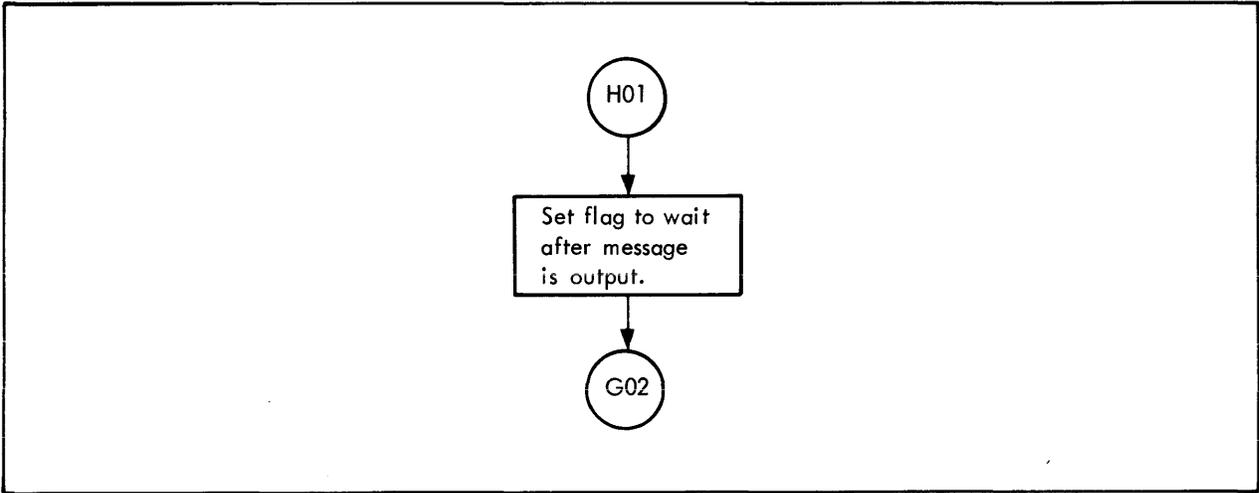 H01
Set flag to wait
after message
is output.
G02